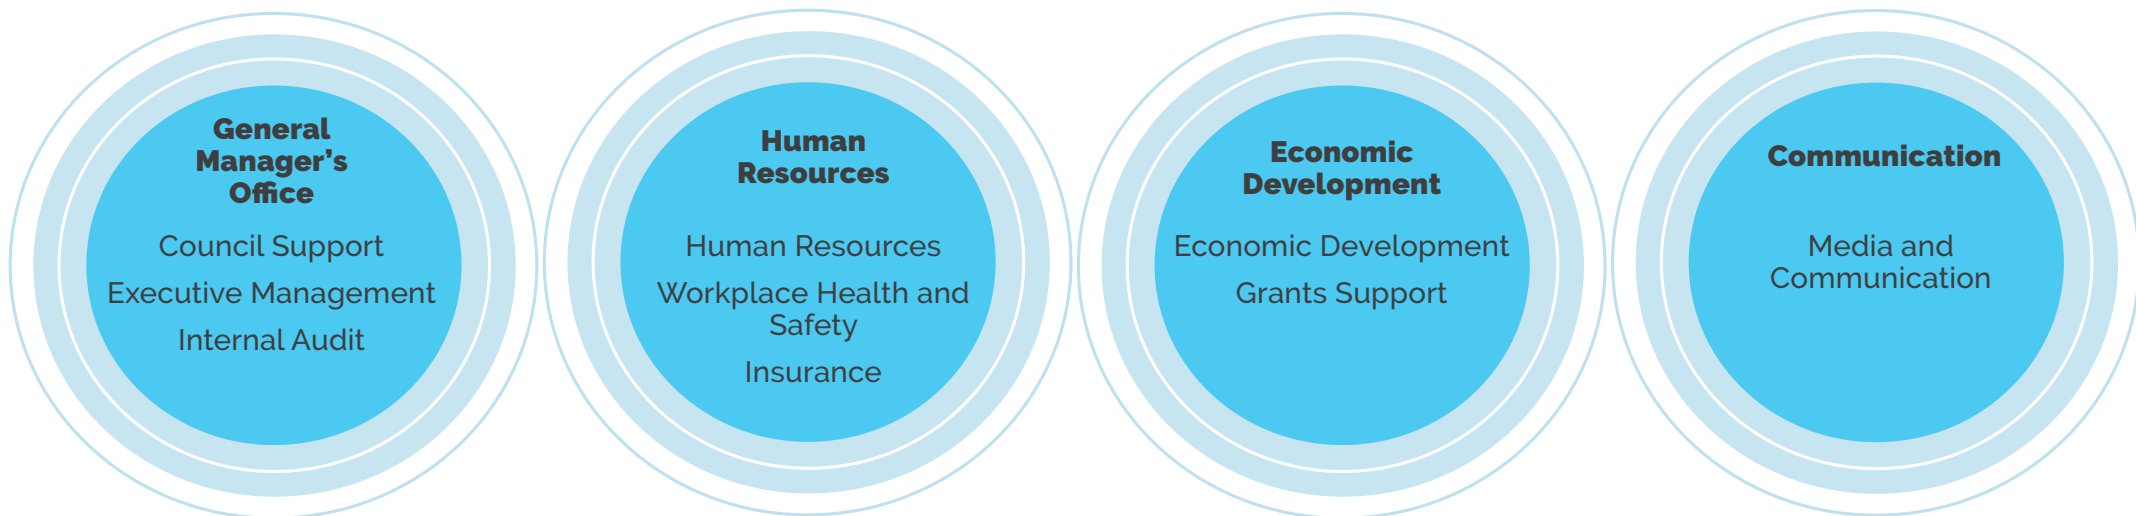 General
Manager’s
Office
Council Support
Executive Management
Internal Audit
Human
Resources
Human Resources
Workplace Health and
Safety
Insurance
Economic
Development
Economic Development
Grants Support
Communication
Media and
Communication